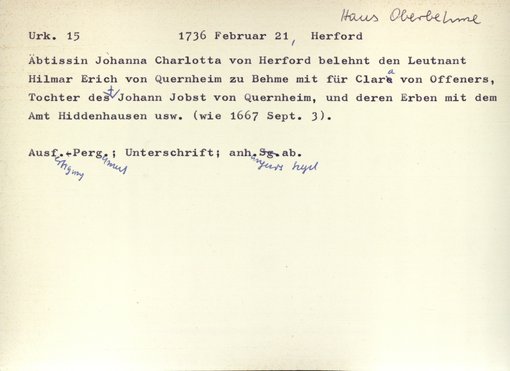 Haus Oberbehme
Urk. 15 1736 Februar 21, Herford
Äbtissin Johanna Charlotta von Herford belehnt den Leutnant
Hilmar Erich von Quernheim zu Behme mit für Clara von Offeners,
Tochter des † Johann Jobst von Quernheim, und deren Erben mit dem
Amt Hiddenhausen usw. (wie 1667 Sept. 3).
Ausf.-Perg.; Unterschrift; anh.Sg.ab.
ertigung ament